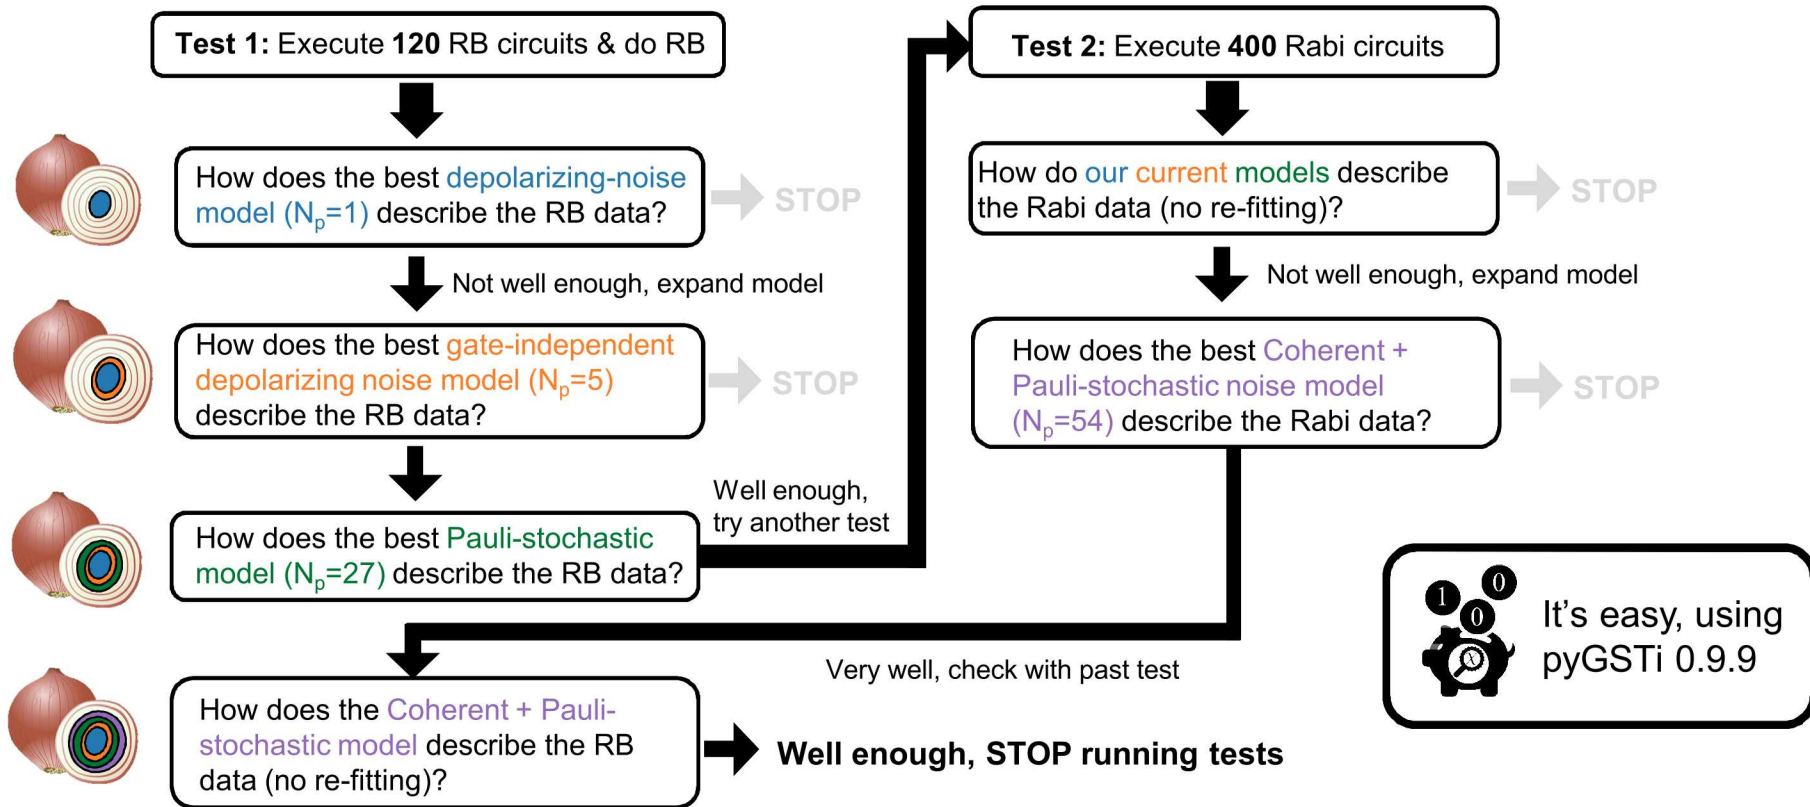 Test 1: Execute 120 RB circuits & do RB
How does the best depolarizing-noise
model (Np=1) describe the RB data?
STOP
Not well enough, expand model
How does the best gate-independent
depolarizing noise model (Np=5)
describe the RB data?
STOP
How does the best Pauli-stochastic
model (Np=27) describe the RB data?
Well enough,
try another test
Test 2: Execute 400 Rabi circuits
How do our current models describe
the Rabi data (no re-fitting)?
STOP
Not well enough, expand model
How does the best Coherent +
Pauli-stochastic noise model
(Np=54) describe the Rabi data?
STOP
Very well, check with past test
How does the Coherent + Pauli-
stochastic model describe the RB
data (no re-fitting)?
Well enough, STOP running tests
1 0 0
It's easy, using
pyGSTi 0.9.9